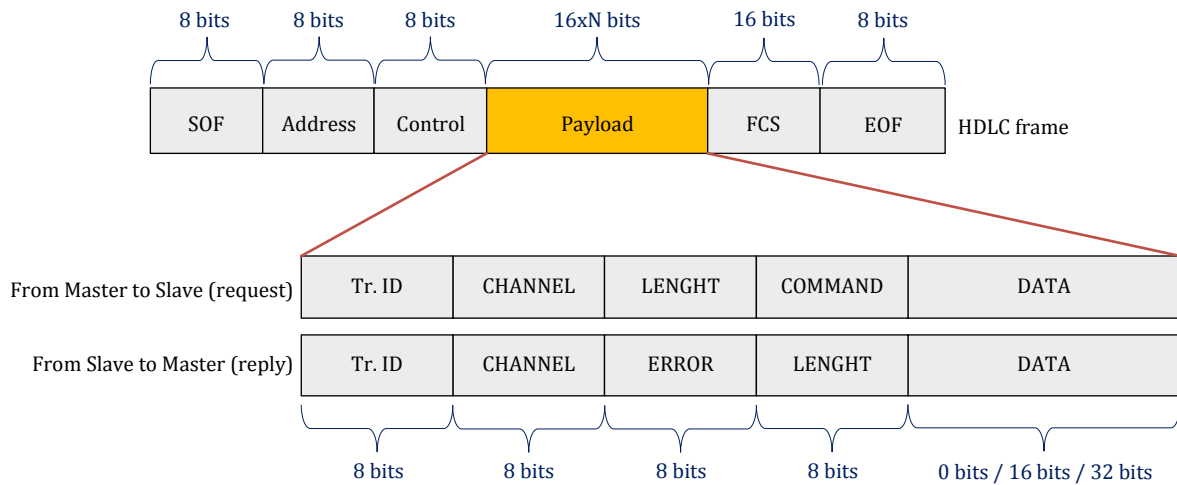 8 bits 8 bits 8 bits 16xN bits 16 bits 8 bits
SOF Address Control Payload FCS EOF HDLC frame
From Master to Slave (request) Tr. ID CHANNEL LENGHT COMMAND DATA
From Slave to Master (reply) Tr. ID CHANNEL ERROR LENGHT DATA
8 bits 8 bits 8 bits 8 bits 0 bits / 16 bits / 32 bits